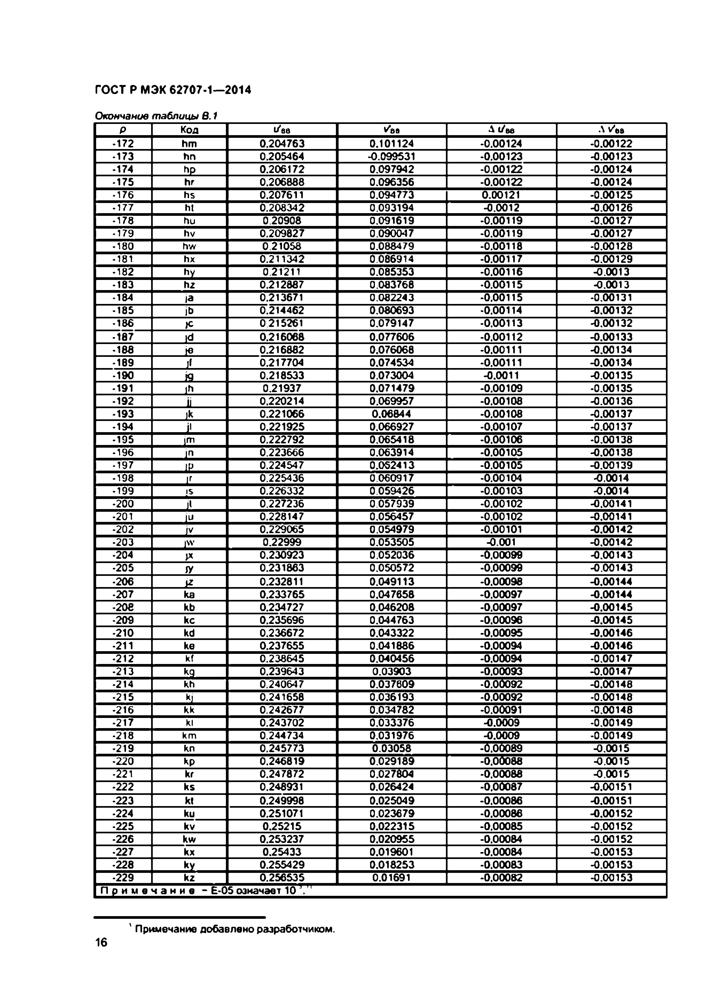 ГОСТ Р МЭК 62707-1—2014
Окончание таблицы В.1
ρ Код u'вв v'вв Δ u'вв Δ v'вв
-172 hm 0.204763 0.101124 -0.00124 -0.00122
-173 hn 0.205464 -0.099531 -0.00123 -0.00123
-174 hp 0.206172 0.097942 -0.00122 -0.00124
-175 hr 0.206888 0.096356 -0.00122 -0.00124
-176 hs 0.207611 0.094773 0.00121 -0.00125
-177 ht 0.208342 0.093194 -0.0012 -0.00126
-178 hu 0.20908 0.091619 -0.00119 -0.00127
-179 hv 0.209827 0.090047 -0.00119 -0.00127
-180 hw 0.21058 0.088479 -0.00118 -0.00128
-181 hx 0.211342 0.086914 -0.00117 -0.00129
-182 hy 0.21211 0.085353 -0.00116 -0.0013
-183 hz 0.212887 0.083768 -0.00115 -0.0013
-184 ja 0.213671 0.082243 -0.00115 -0.00131
-185 jb 0.214462 0.080693 -0.00114 -0.00132
-186 jc 0.215261 0.079147 -0.00113 -0.00132
-187 jd 0.216068 0.077606 -0.00112 -0.00133
-188 je 0.216882 0.076068 -0.00111 -0.00134
-189 jf 0.217704 0.074534 -0.00111 -0.00134
-190 jg 0.218533 0.073004 -0.0011 -0.00135
-191 jh 0.21937 0.071479 -0.00109 -0.00135
-192 jj 0.220214 0.069957 -0.00108 -0.00136
-193 jk 0.221066 0.06844 -0.00108 -0.00137
-194 jl 0.221925 0.066927 -0.00107 -0.00137
-195 jm 0.222792 0.065418 -0.00106 -0.00138
-196 jn 0.223666 0.063914 -0.00105 -0.00138
-197 jp 0.224547 0.062413 -0.00105 -0.00139
-198 jr 0.225436 0.060917 -0.00104 -0.0014
-199 js 0.226332 0.059426 -0.00103 -0.0014
-200 jt 0.227236 0.057939 -0.00102 -0.00141
-201 ju 0.228147 0.056457 -0.00102 -0.00141
-202 jv 0.229065 0.054979 -0.00101 -0.00142
-203 jw 0.22999 0.053505 -0.001 -0.00142
-204 jx 0.230923 0.052036 -0.00099 -0.00143
-205 jy 0.231863 0.050572 -0.00099 -0.00143
-206 jz 0.232811 0.049113 -0.00098 -0.00144
-207 ka 0.233765 0.047658 -0.00097 -0.00144
-208 kb 0.234727 0.046208 -0.00097 -0.00145
-209 kc 0.235696 0.044763 -0.00096 -0.00145
-210 kd 0.236672 0.043322 -0.00095 -0.00146
-211 ke 0.237655 0.041886 -0.00094 -0.00146
-212 kf 0.238645 0.040456 -0.00094 -0.00147
-213 kg 0.239643 0.03903 -0.00093 -0.00147
-214 kh 0.240647 0.037609 -0.00092 -0.00148
-215 kj 0.241658 0.036193 -0.00092 -0.00148
-216 kk 0.242677 0.034782 -0.00091 -0.00148
-217 kl 0.243702 0.033376 -0.0009 -0.00149
-218 km 0.244734 0.031976 -0.0009 -0.00149
-219 kn 0.245773 0.03058 -0.00089 -0.0015
-220 kp 0.246819 0.029189 -0.00088 -0.0015
-221 kr 0.247872 0.027804 -0.00088 -0.0015
-222 ks 0.248931 0.026424 -0.00087 -0.00151
-223 kt 0.249998 0.025049 -0.00086 -0.00151
-224 ku 0.251071 0.023679 -0.00086 -0.00152
-225 kv 0.25215 0.022315 -0.00085 -0.00152
-226 kw 0.253237 0.020955 -0.00084 -0.00152
-227 kx 0.25433 0.019601 -0.00084 -0.00153
-228 ky 0.255429 0.018253 -0.00083 -0.00153
-229 kz 0.256535 0.01691 -0.00082 -0.00153
Примечание – Е-05 означает 10
Примечание добавлено разработчиком.
16